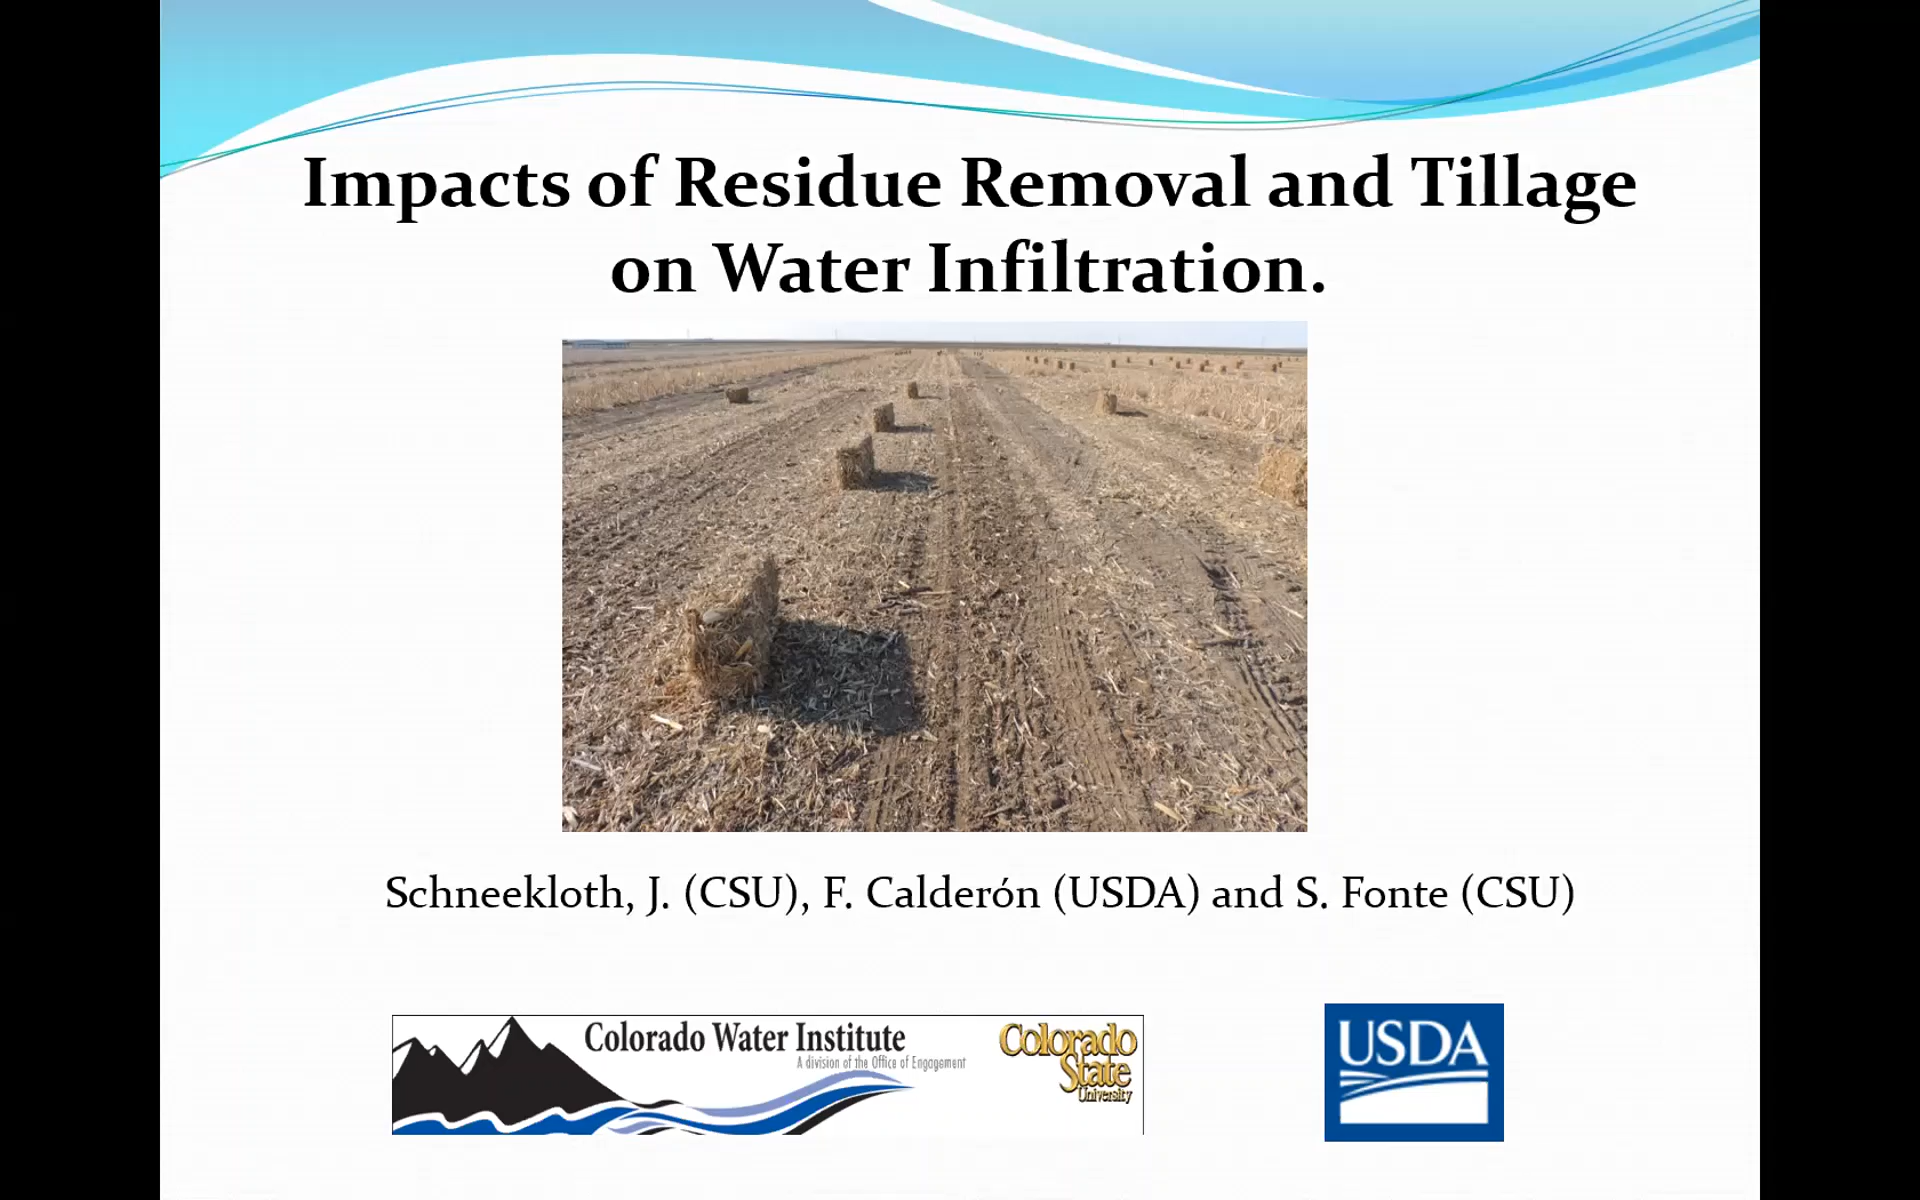 Impacts of Residue Removal and Tillage
on Water Infiltration.
Schneekloth, J. (CSU), F. Calderón (USDA) and S. Fonte (CSU)
Colorado Water Institute
A division of the Office of Engagement
Colorado
State
University
USDA